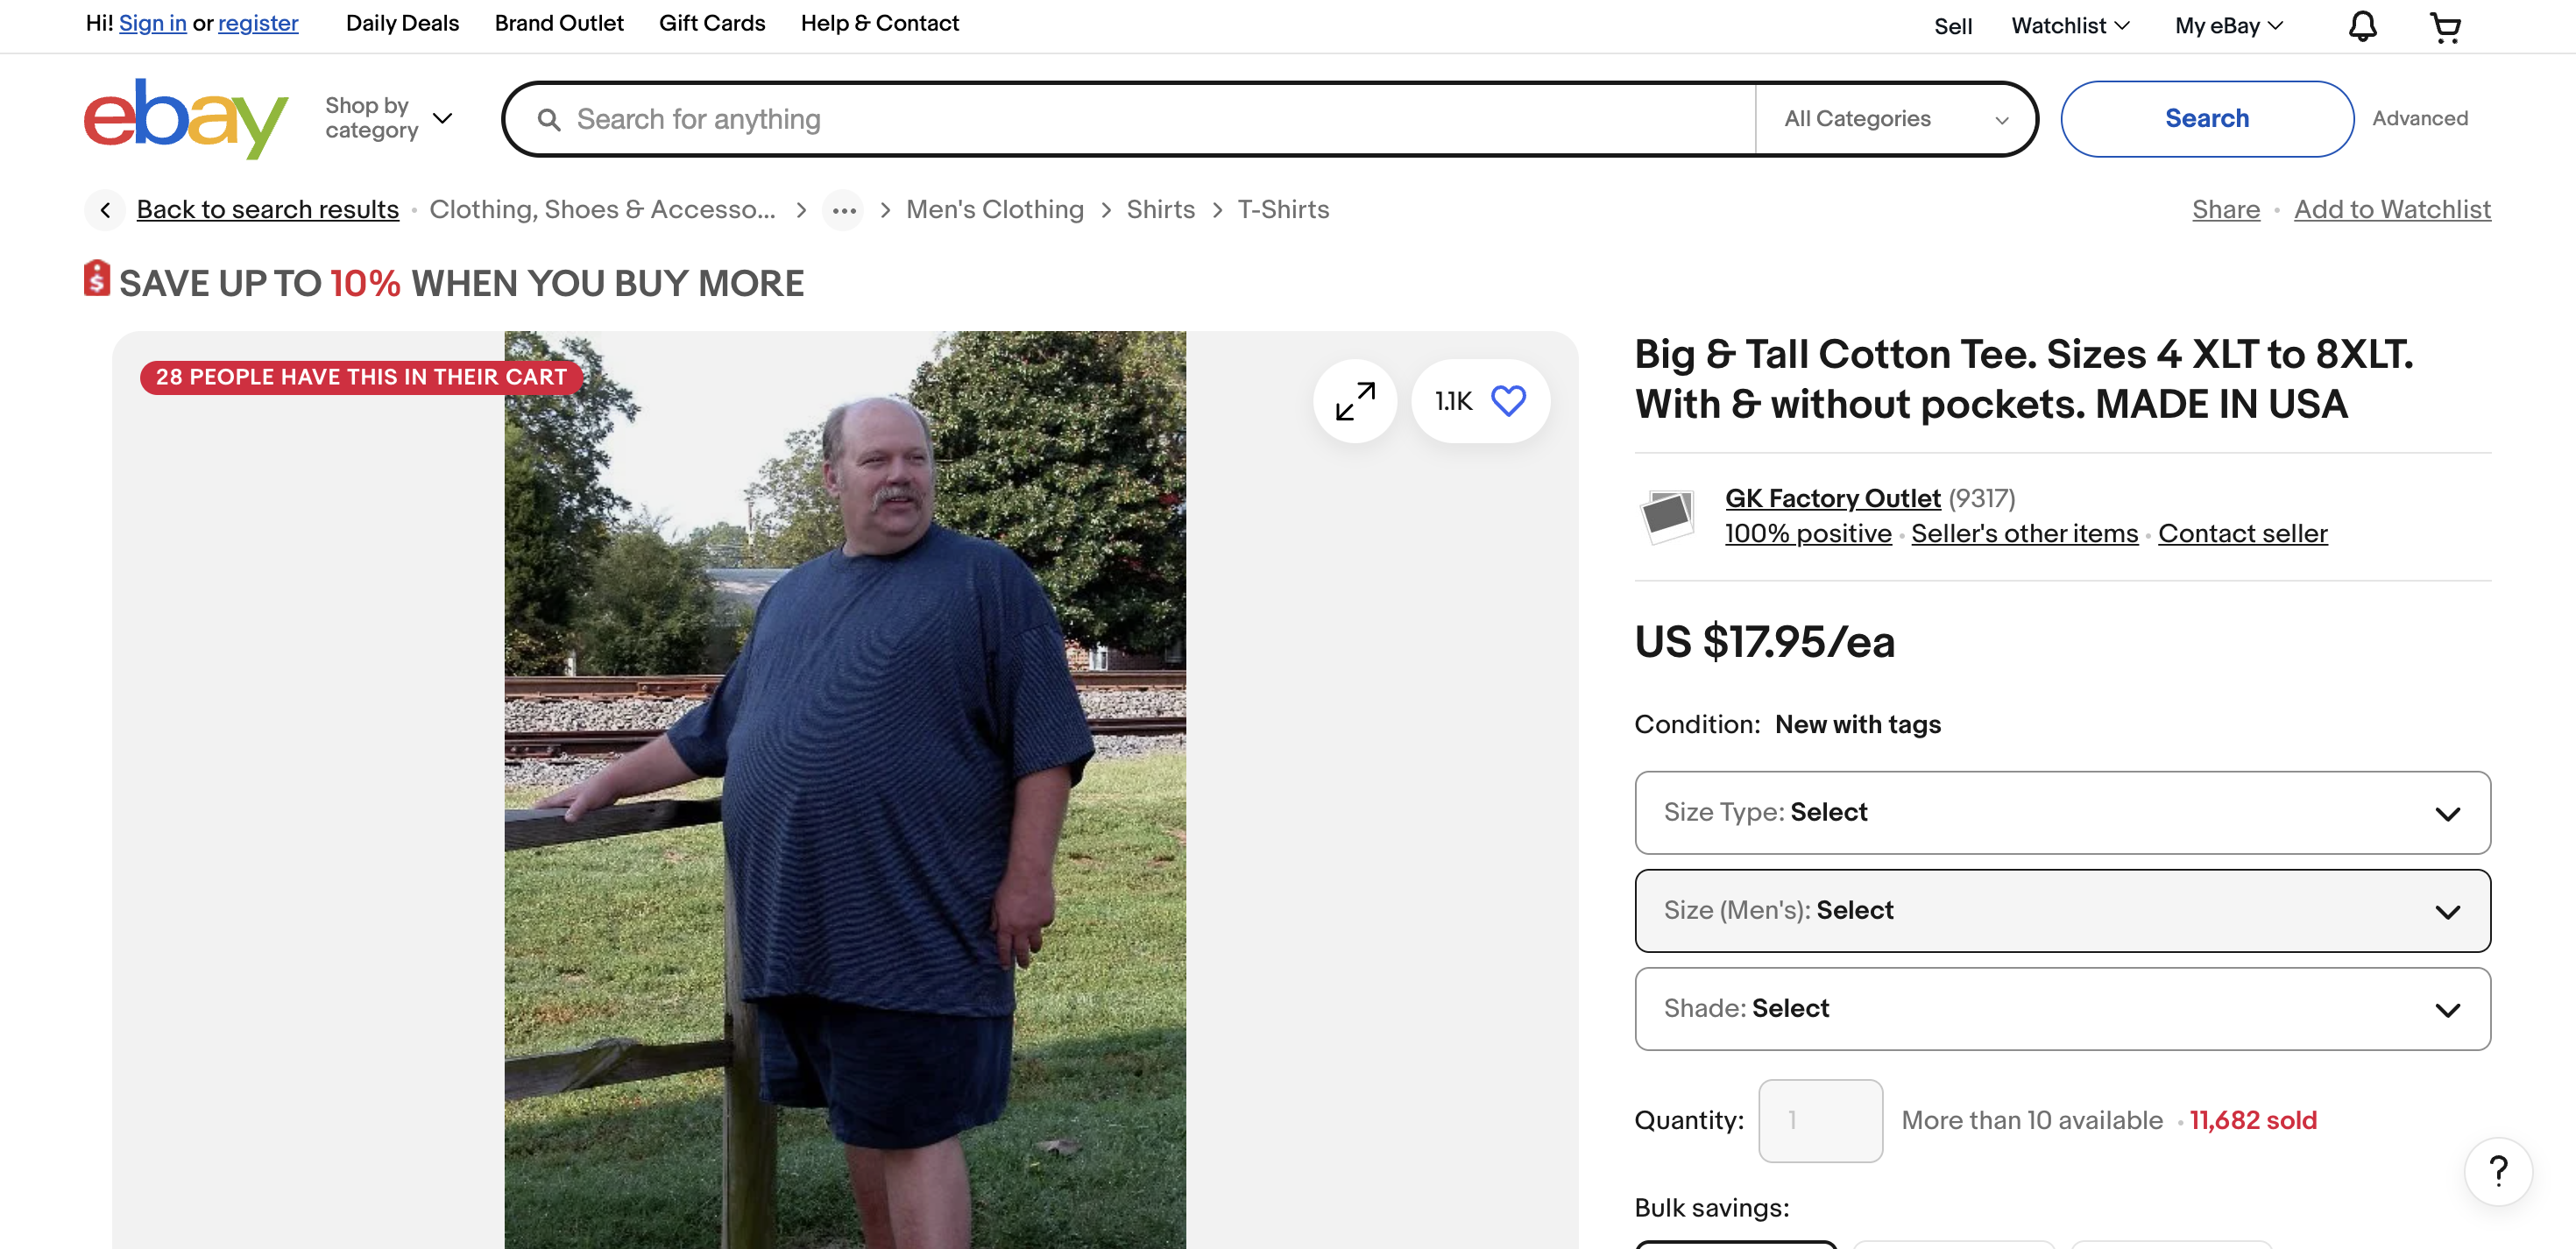 Hi! Sign in or register Daily Deals Brand Outlet Gift Cards Help & Contact Sell Watchlist My eBay
ebay
Shop by
category
Search for anything All Categories Search Advanced
Back to search results · Clothing, Shoes & Accesso... > ••• > Men's Clothing > Shirts > T-Shirts Share · Add to Watchlist
$ SAVE UP TO 10% WHEN YOU BUY MORE
28 PEOPLE HAVE THIS IN THEIR CART
1.1K
Big & Tall Cotton Tee. Sizes 4 XLT to 8XLT.
With & without pockets. MADE IN USA
GK Factory Outlet (9317)
100% positive · Seller's other items · Contact seller
US $17.95/ea
Condition: New with tags
Size Type: Select
Size (Men's): Select
Shade: Select
Quantity: 1 More than 10 available · 11,682 sold
?
Bulk savings: